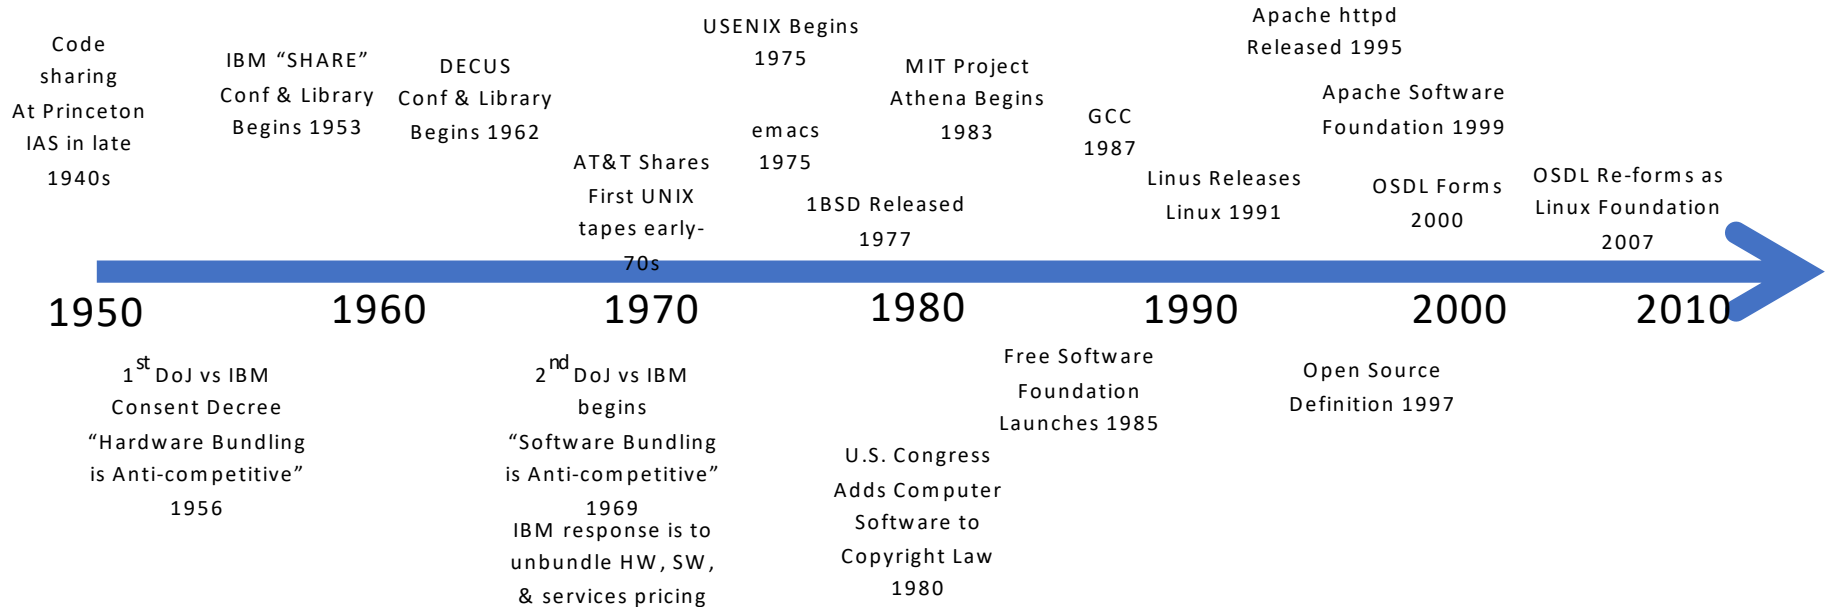 Code
sharing
At Princeton
IAS in late
1940s
IBM “SHARE”
Conf & Library
Begins 1953
DECUS
Conf & Library
Begins 1962
AT&T Shares
First UNIX
tapes early-
70s
USENIX Begins
1975
emacs
1975
1BSD Released
1977
MIT Project
Athena Begins
1983
GCC
1987
Linus Releases
Linux 1991
Apache httpd
Released 1995
Apache Software
Foundation 1999
OSDL Forms
2000
OSDL Re-forms as
Linux Foundation
2007
1950 1960 1970 1980 1990 2000 2010
1st DoJ vs IBM
Consent Decree
“Hardware Bundling
is Anti-competitive”
1956
2nd DoJ vs IBM
begins
“Software Bundling
is Anti-competitive”
1969
IBM response is to
unbundle HW, SW,
& services pricing
U.S. Congress
Adds Computer
Software to
Copyright Law
1980
Free Software
Foundation
Launches 1985
Open Source
Definition 1997